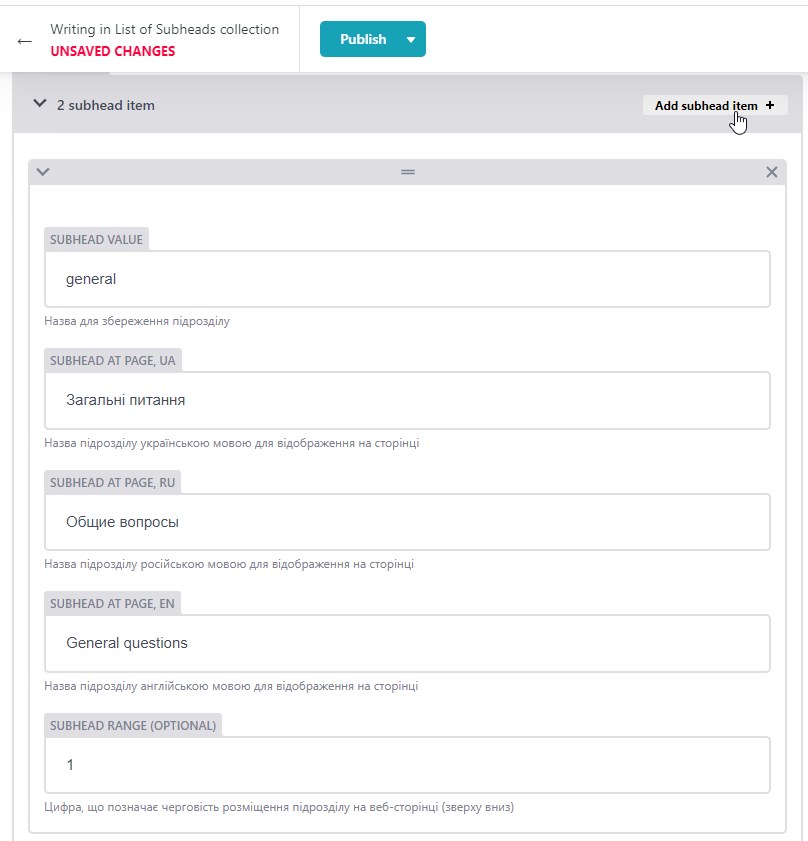 Writing in List of Subheads collection
UNSAVED CHANGES
Publish
2 subhead item
Add subhead item +
SUBHEAD VALUE
general
Назва для збереження підрозділу
SUBHEAD AT PAGE, UA
Загальні питання
Назва підрозділу українською мовою для відображення на сторінці
SUBHEAD AT PAGE, RU
Общие вопросы
Назва підрозділу російською мовою для відображення на сторінці
SUBHEAD AT PAGE, EN
General questions
Назва підрозділу англійською мовою для відображення на сторінці
SUBHEAD RANGE (OPTIONAL)
1
Цифра, що позначає черговість розміщення підрозділу на веб-сторінці (зверху вниз)